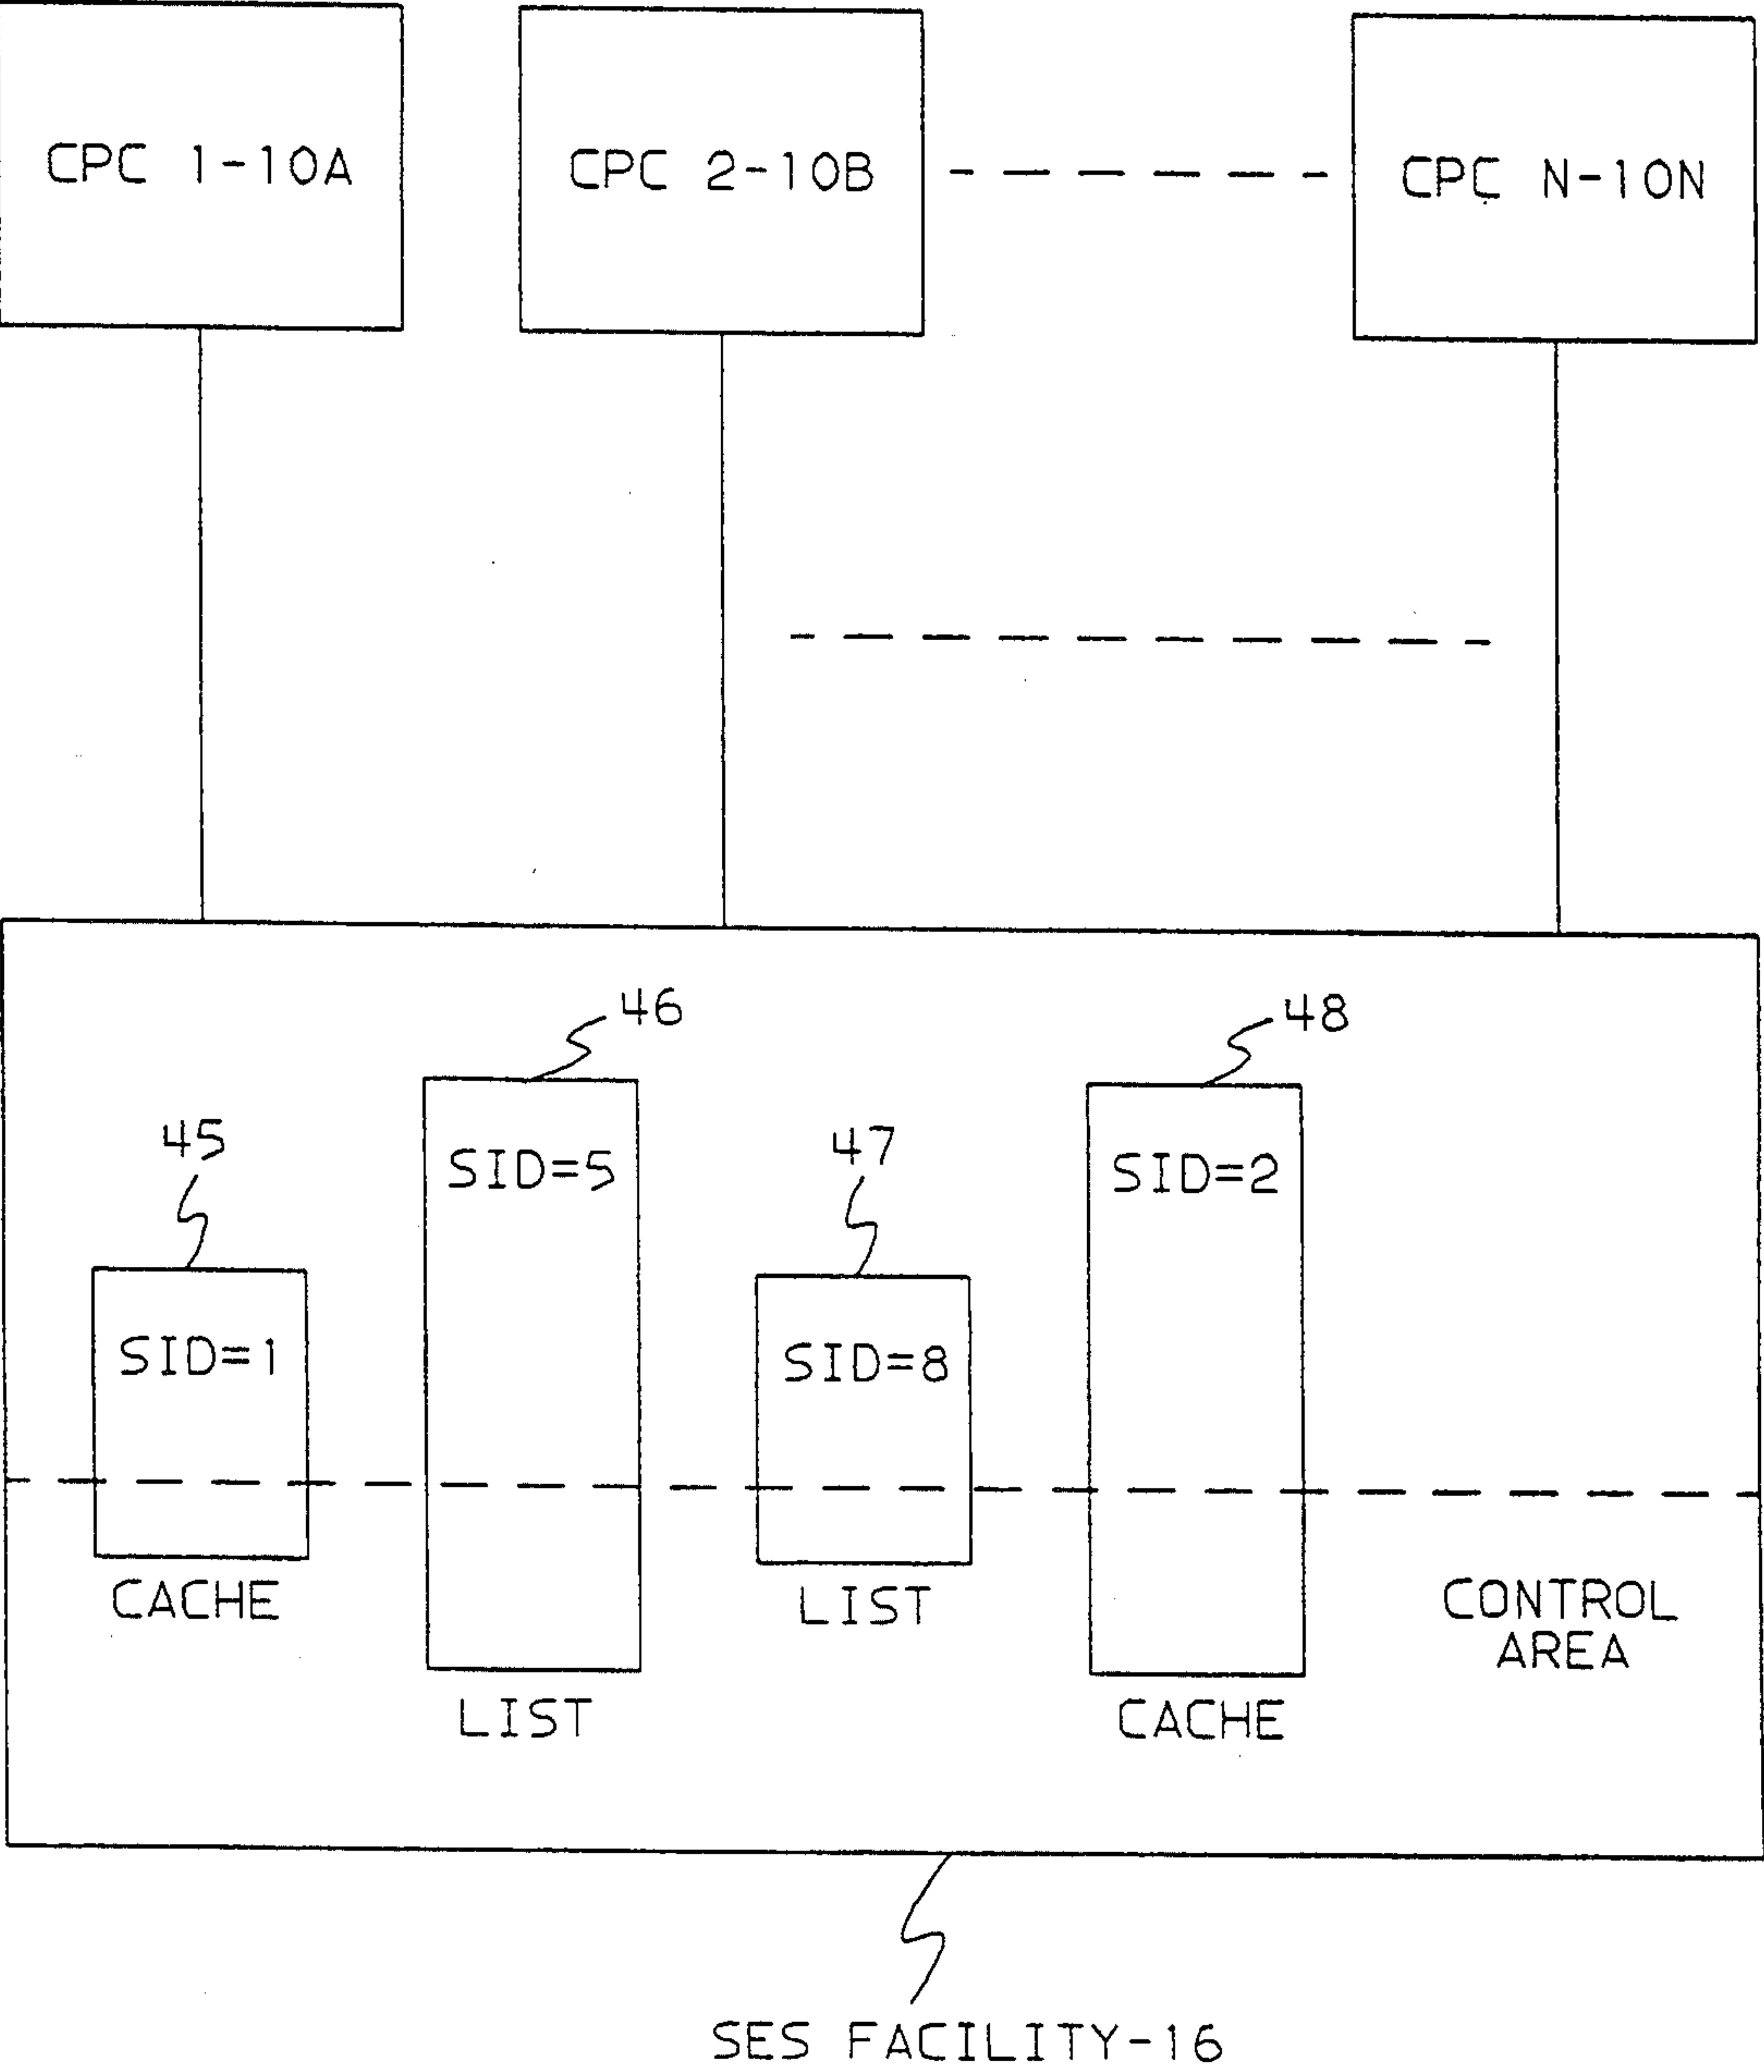 CPC 1-10A
CPC 2-10B
CPC N-10N
46
48
45
47
SID=5
SID=2
SID=1
SID=8
CACHE
LIST
CONTROL
AREA
LIST
CACHE
SES FACILITY-16